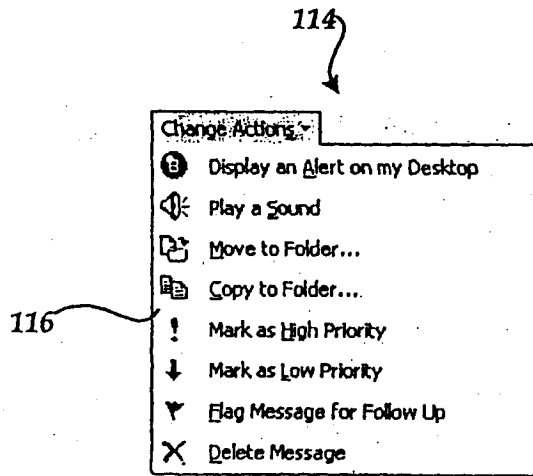 114
Change Actions
Display an Alert on my Desktop
Play a Sound
Move to Folder...
Copy to Folder...
116
Mark as High Priority
Mark as Low Priority
Flag Message for Follow Up
Delete Message